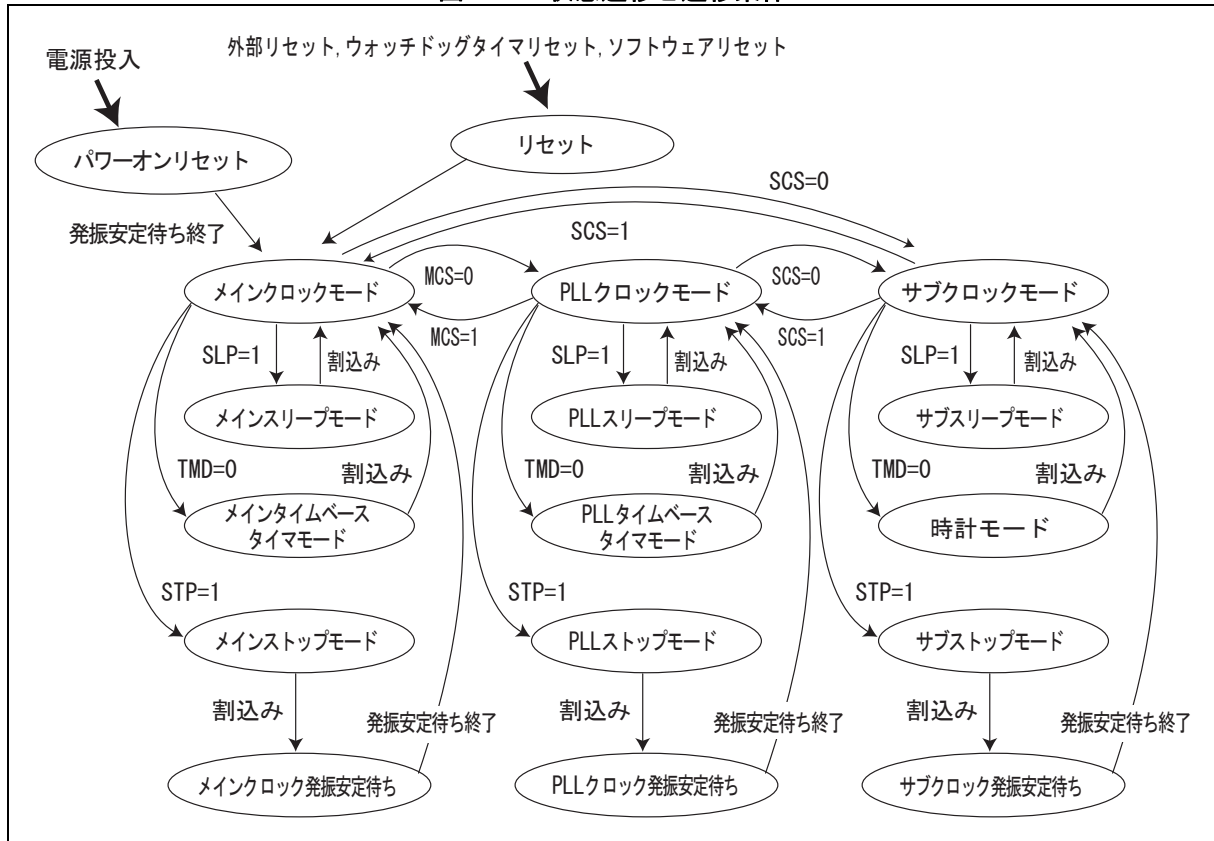 電源投入
外部リセット, ウォッチドッグタイマリセット, ソフトウェアリセット
パワーオンリセット
リセット
SCS=0
発振安定待ち終了
SCS=1
メインクロックモード
MCS=0
PLLクロックモード
SCS=0
サブクロックモード
MCS=1
SCS=1
SLP=1
割込み
SLP=1
割込み
SLP=1
割込み
メインスリープモード
PLLスリープモード
サブスリープモード
TMD=0
割込み
TMD=0
割込み
TMD=0
割込み
メインタイムベース
タイマモード
PLLタイムベース
タイマモード
時計モード
STP=1
STP=1
STP=1
メインストップモード
PLLストップモード
サブストップモード
割込み
発振安定待ち終了
割込み
発振安定待ち終了
割込み
発振安定待ち終了
メインクロック発振安定待ち
PLLクロック発振安定待ち
サブクロック発振安定待ち